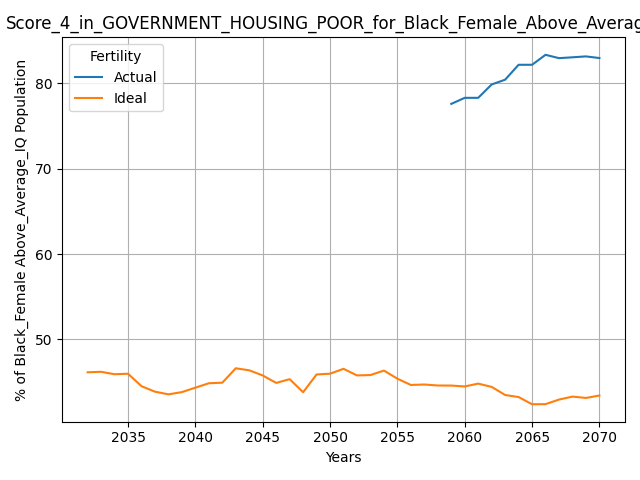 Score_4_in_GOVERNMENT_HOUSING_POOR_for_Black_Female_Above_Averag
Fertility
Actual
Ideal
% of Black_Female Above_Average_IQ Population
80
70
60
50
2035 2040 2045 2050 2055 2060 2065 2070
Years